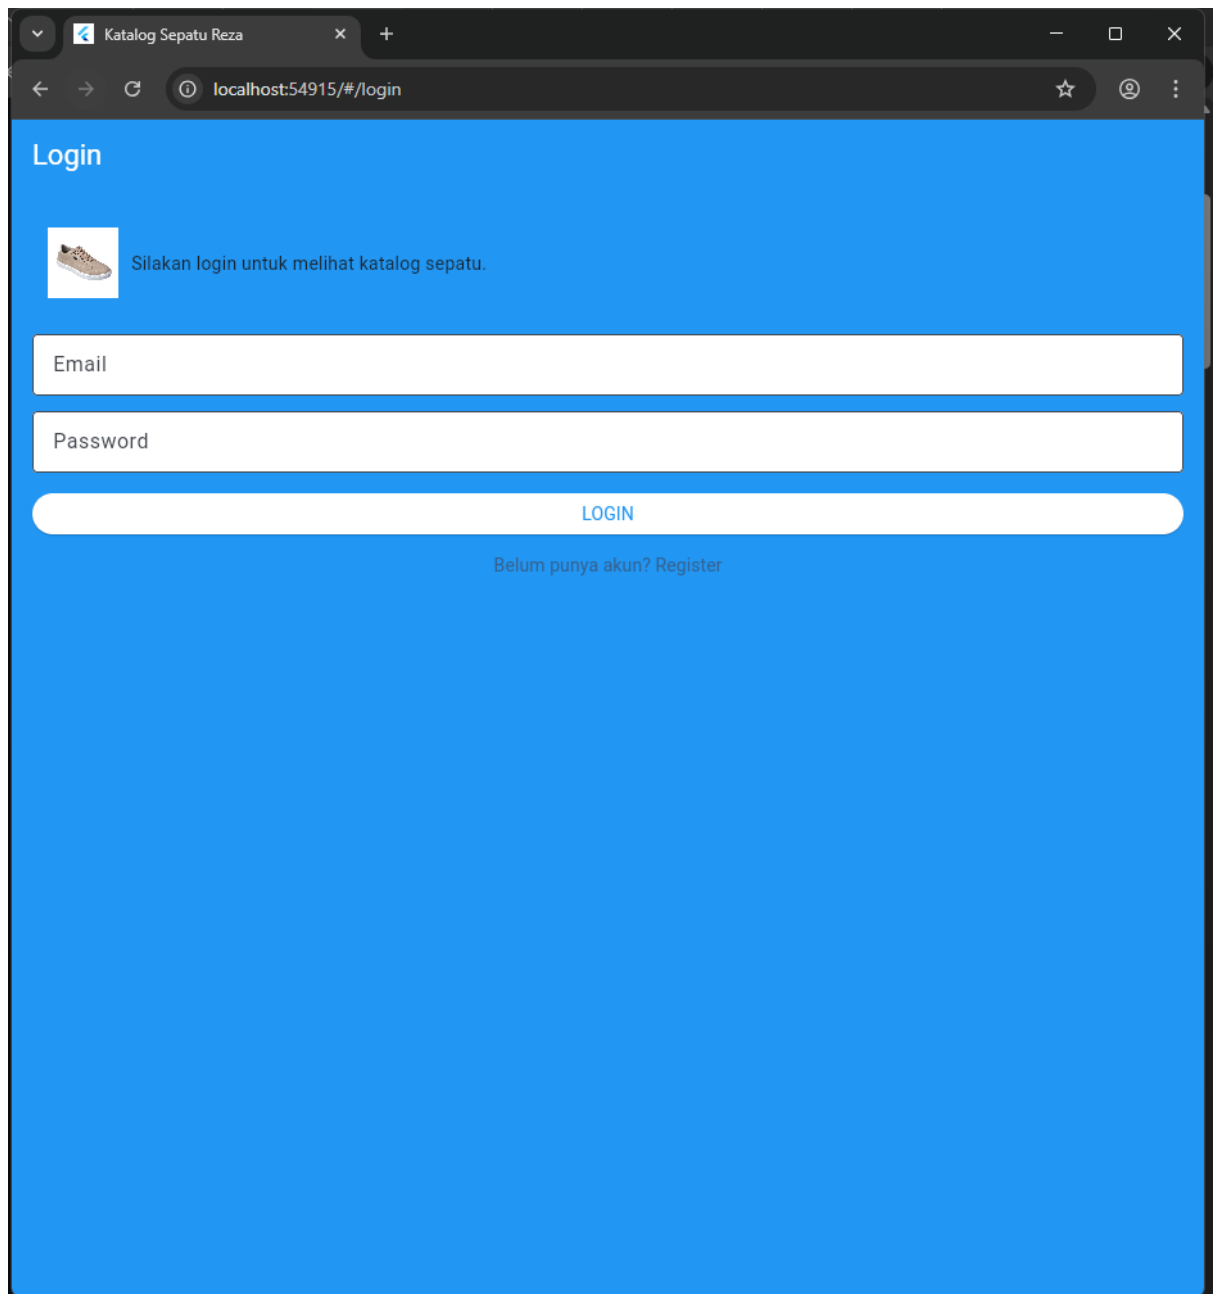 Katalog Sepatu Reza
localhost:54915/#/login
Login
Silakan login untuk melihat katalog sepatu.
Email
Password
LOGIN
Belum punya akun? Register